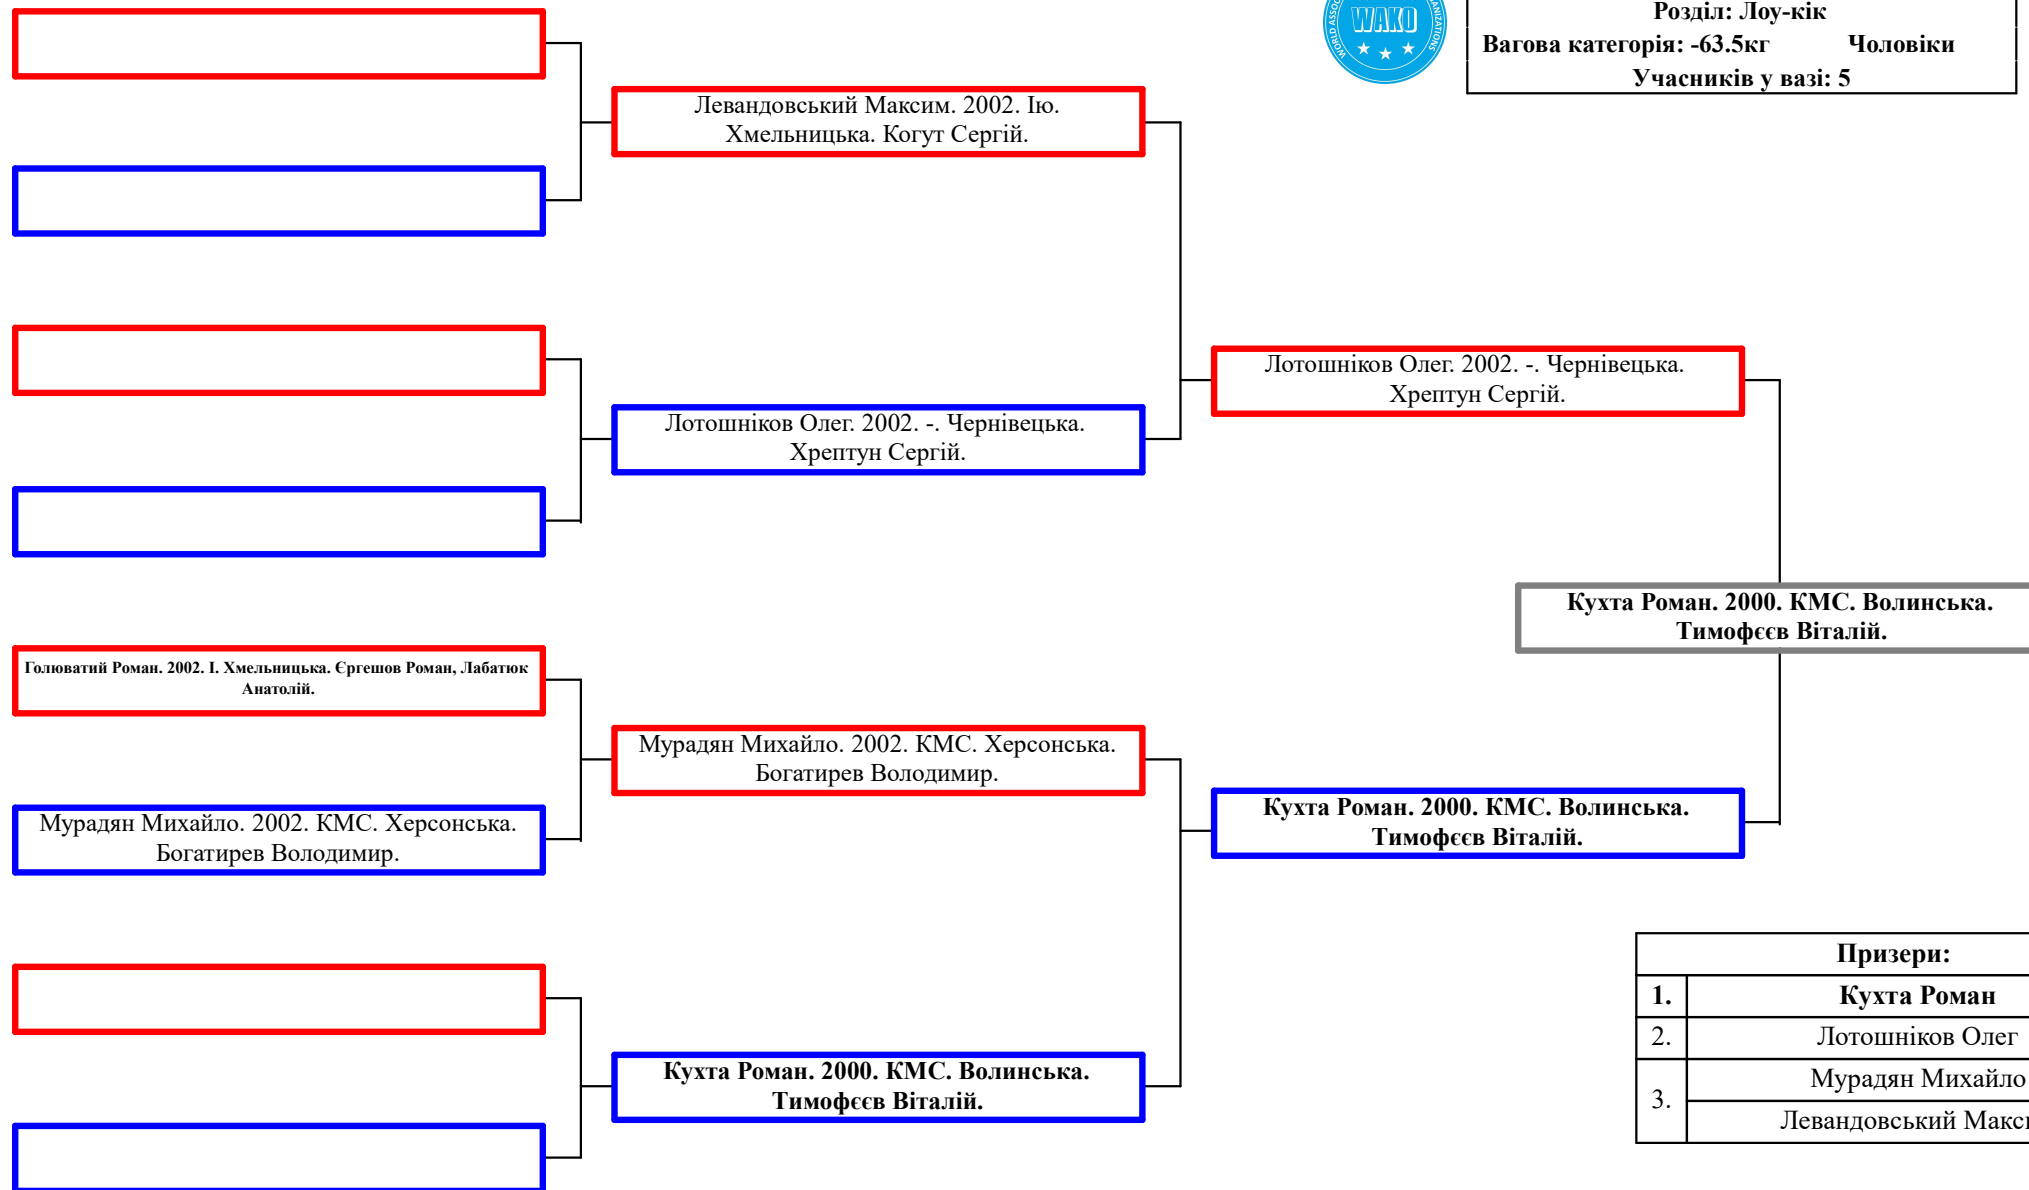 WAKO
Розділ: Лоу-кік
Вагова категорія: -63.5кг Чоловіки
Учасників у вазі: 5
Левандовський Максим. 2002. Ію.
Хмельницька. Когут Сергій.
Лотошніков Олег. 2002. -. Чернівецька.
Хрептун Сергій.
Лотошніков Олег. 2002. -. Чернівецька.
Хрептун Сергій.
Кухта Роман. 2000. КМС. Волинська.
Тимофєєв Віталій.
Голюватий Роман. 2002. І. Хмельницька. Єргешов Роман, Лабатюк
Анатолій.
Мурадян Михайло. 2002. КМС. Херсонська.
Богатирев Володимир.
Мурадян Михайло. 2002. КМС. Херсонська.
Богатирев Володимир.
Кухта Роман. 2000. КМС. Волинська.
Тимофєєв Віталій.
Кухта Роман. 2000. КМС. Волинська.
Тимофєєв Віталій.
Призери:
1. Кухта Роман
2. Лотошніков Олег
3. Мурадян Михайло
Левандовський